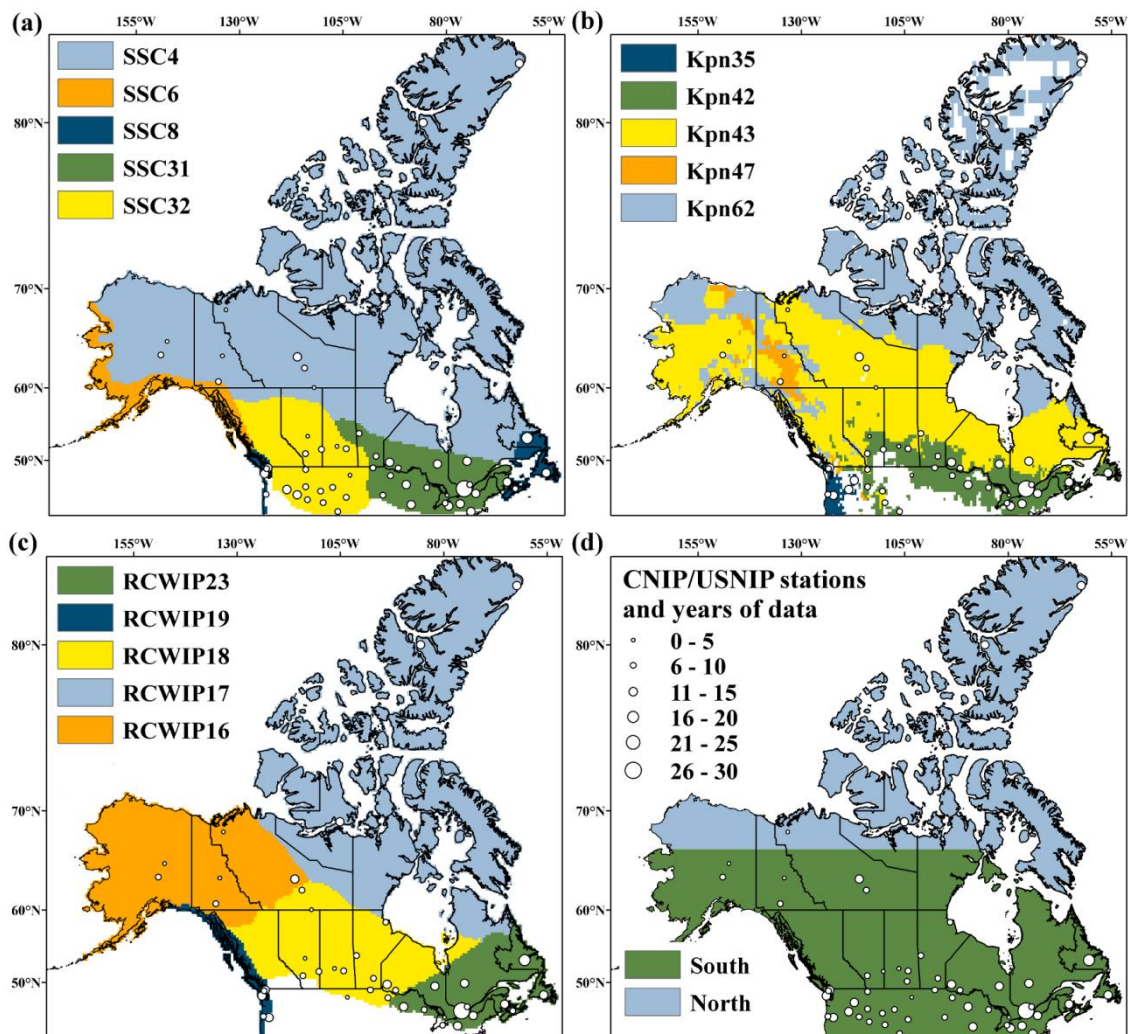 155°W 130°W 105°W 80°W 55°W 155°W 130°W 105°W 80°W 55°W
(a)
SSC4
SSC6
SSC8
SSC31
SSC32
80°N
70°N
60°N
50°N
(b)
Kpn35
Kpn42
Kpn43
Kpn47
Kpn62
80°N
70°N
60°N
50°N
(c)
155°W 130°W 105°W 80°W 55°W
RCWIP23
RCWIP19
RCWIP18
RCWIP17
RCWIP16
80°N
70°N
60°N
50°N
(d)
155°W 130°W 105°W 80°W 55°W
CNIP/USNIP stations
and years of data
0 - 5
6 - 10
11 - 15
16 - 20
21 - 25
26 - 30
80°N
70°N
60°N
50°N
South
North